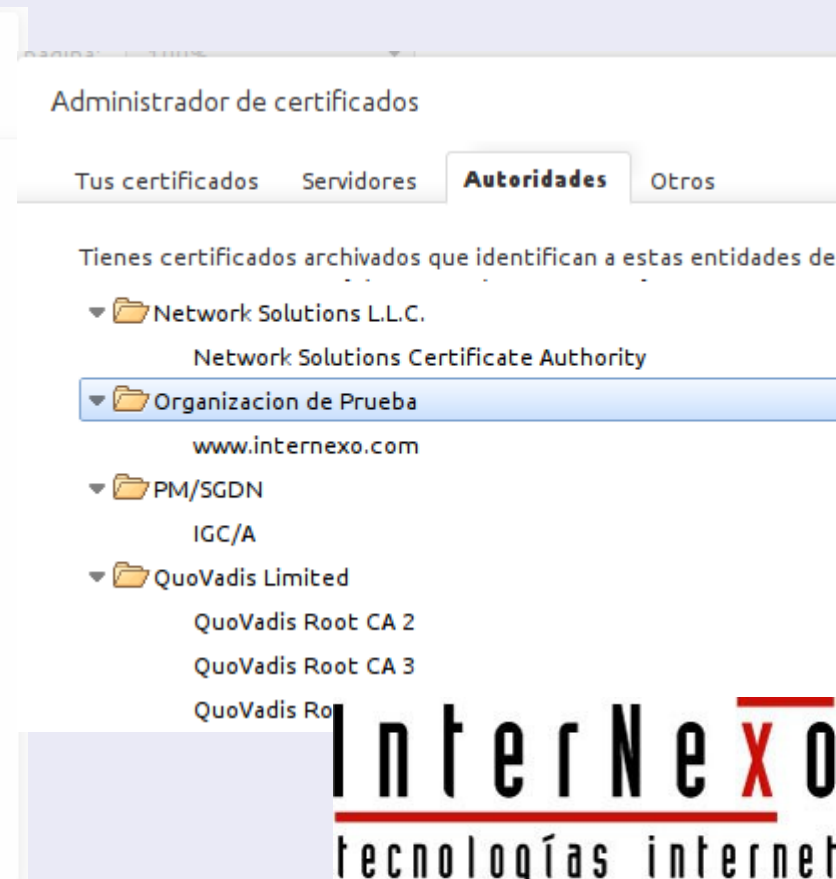 página: 100%
Administrador de certificados
Tus certificados Servidores Autoridades Otros
Tienes certificados archivados que identifican a estas entidades de
Network Solutions L.L.C.
Network Solutions Certificate Authority
Organizacion de Prueba
www.internexo.com
PM/SGDN
IGC/A
QuoVadis Limited
QuoVadis Root CA 2
QuoVadis Root CA 3
QuoVadis Ro
InterNexo
tecnologías internet